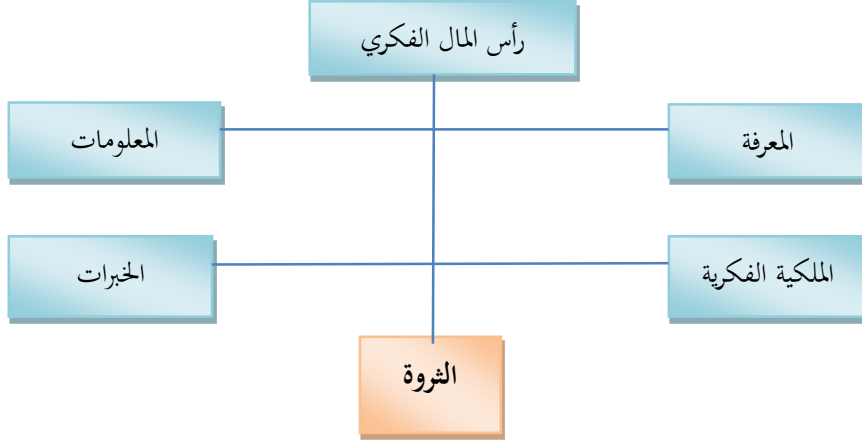 رأس المال الفكري
المعرفة
المعلومات
الملكية الفكرية
الخبرات
الثروة